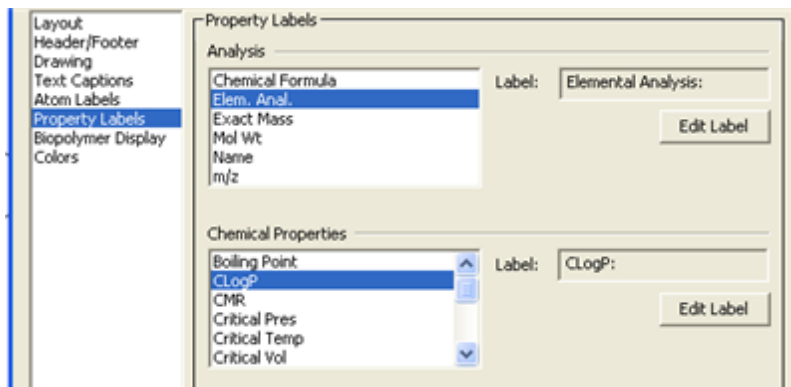 Layout
Header/Footer
Drawing
Text Captions
Atom Labels
Property Labels
Biopolymer Display
Colors
Property Labels
Analysis
Chemical Formula
Elem. Anal.
Exact Mass
Mol Wt
Name
m/z
Label:
Elemental Analysis:
Edit Label
Chemical Properties
Boiling Point
CLogP
CMR
Critical Pres
Critical Temp
Critical Vol
Label:
CLogP:
Edit Label